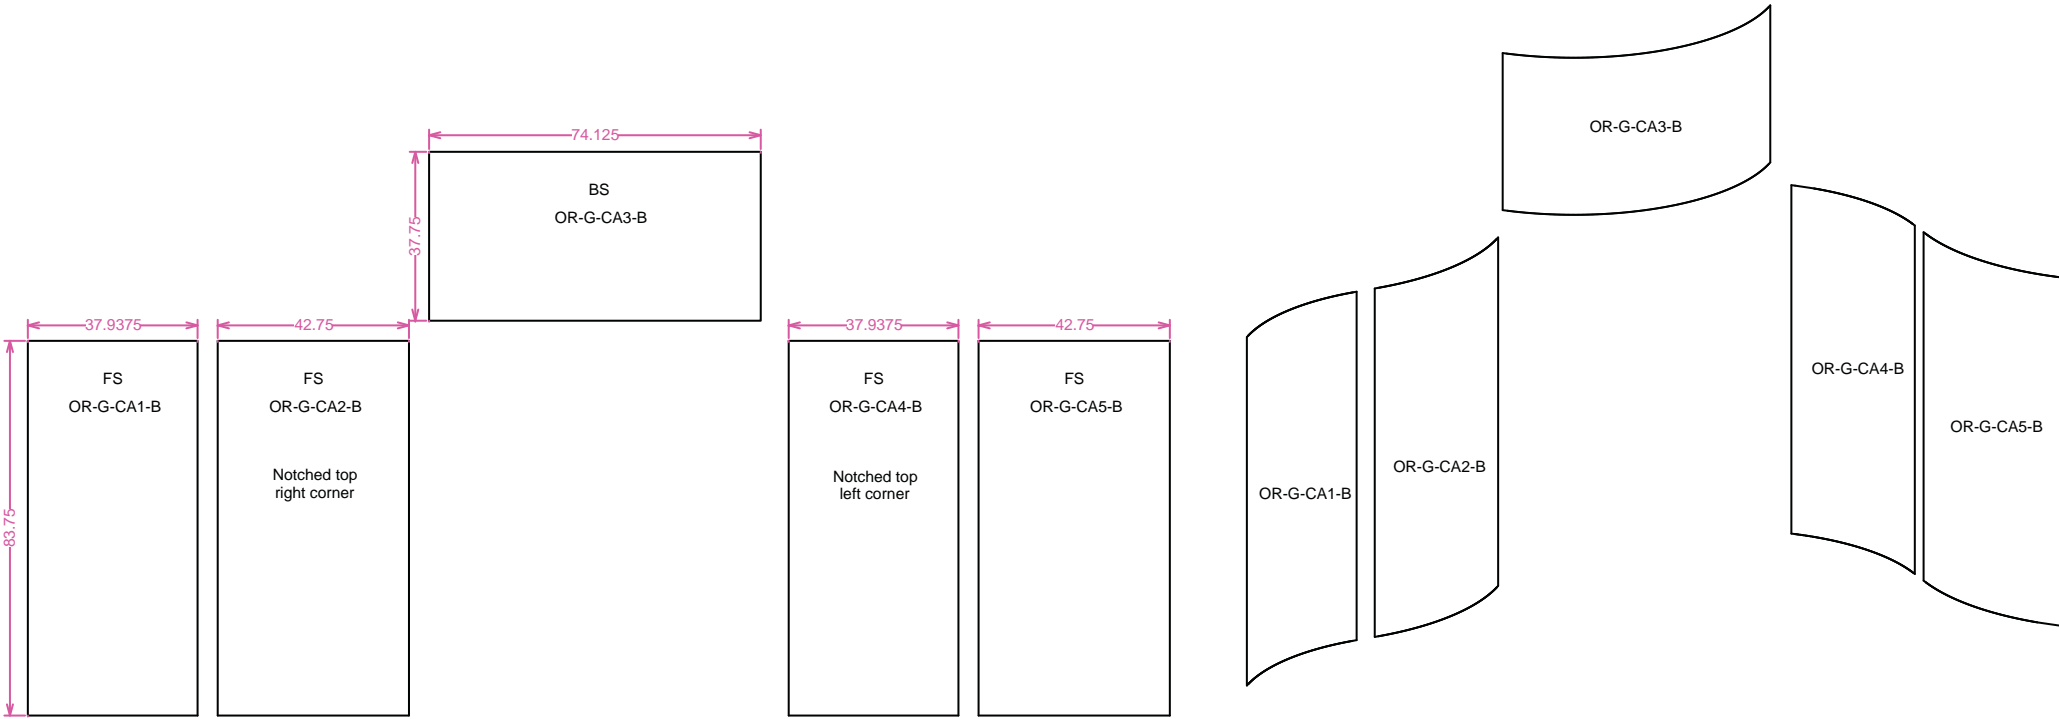 74.125
37.75
BS
OR-G-CA3-B
37.9375
42.75
83.75
FS
OR-G-CA1-B
FS
OR-G-CA2-B
Notched top
right corner
37.9375
42.75
FS
OR-G-CA4-B
Notched top
left corner
FS
OR-G-CA5-B
OR-G-CA3-B
OR-G-CA1-B
OR-G-CA2-B
OR-G-CA4-B
OR-G-CA5-B